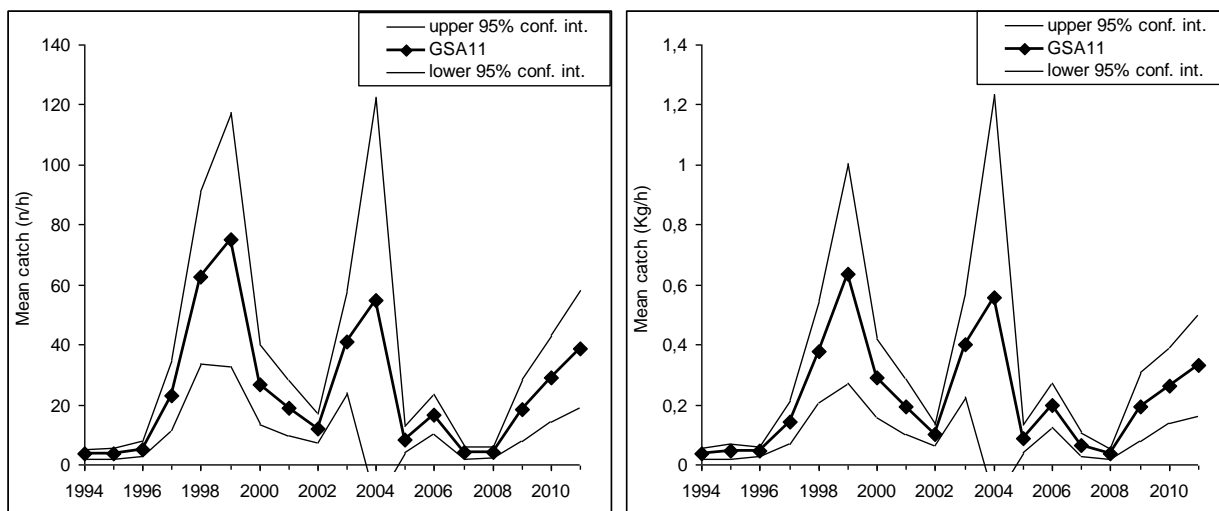 upper 95% conf. int.
GSA11
lower 95% conf. int.
Mean catch (n/h)
140
120
100
80
60
40
20
0
1994 1996 1998 2000 2002 2004 2006 2008 2010
upper 95% conf. int.
GSA11
lower 95% conf. int.
Mean catch (Kg/h)
1,4
1,2
1
0,8
0,6
0,4
0,2
0
1994 1996 1998 2000 2002 2004 2006 2008 2010